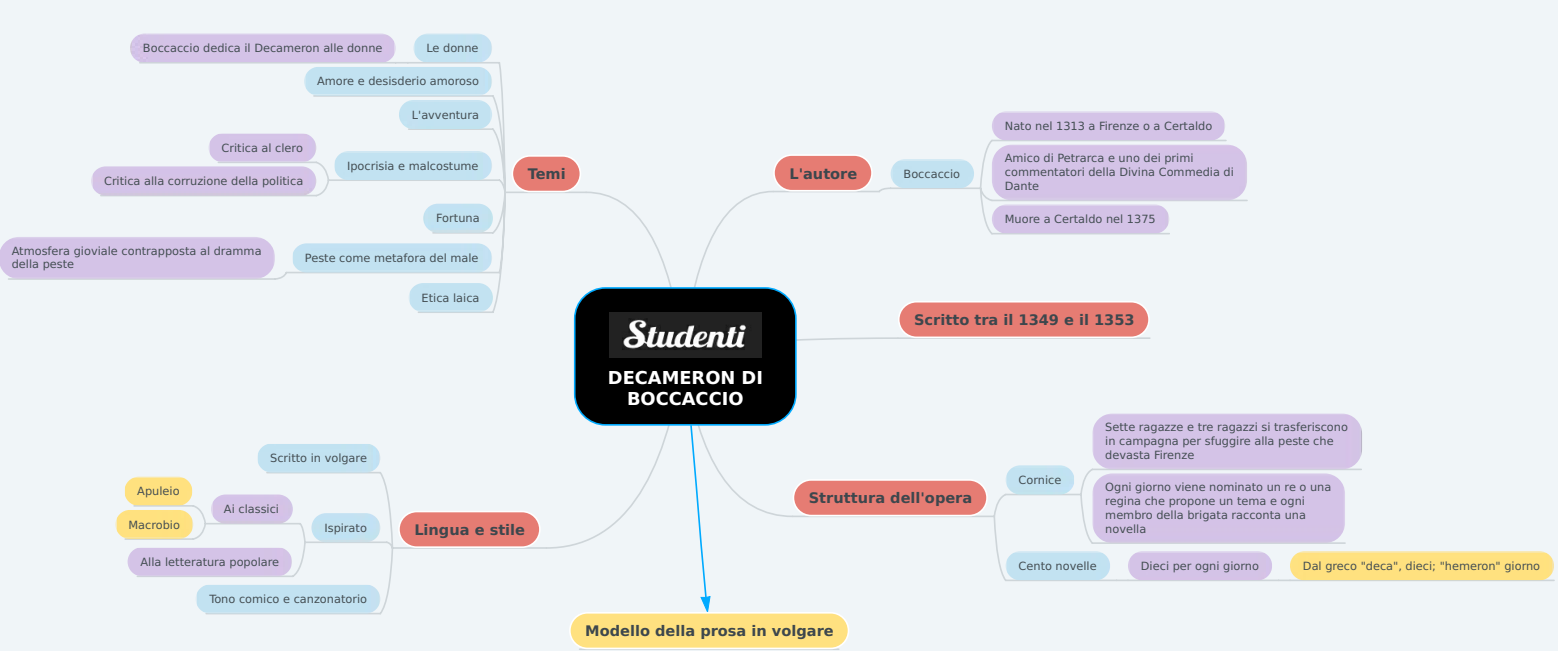 Studenti
DECAMERON DI
BOCCACCIO
L'autore
Boccaccio
Nato nel 1313 a Firenze o a Certaldo
Amico di Petrarca e uno dei primi
commentatori della Divina Commedia di
Dante
Muore a Certaldo nel 1375
Scritto tra il 1349 e il 1353
Struttura dell'opera
Cornice
Sette ragazze e tre ragazzi si trasferiscono
in campagna per sfuggire alla peste che
devasta Firenze
Ogni giorno viene nominato un re o una
regina che propone un tema e ogni
membro della brigata racconta una
novella
Cento novelle
Dieci per ogni giorno
Dal greco "deca", dieci; "hemeron" giorno
Modello della prosa in volgare
Temi
Le donne
Boccaccio dedica il Decameron alle donne
Amore e desisderio amoroso
L'avventura
Ipocrisia e malcostume
Critica al clero
Critica alla corruzione della politica
Fortuna
Peste come metafora del male
Atmosfera gioviale contrapposta al dramma
della peste
Etica laica
Lingua e stile
Scritto in volgare
Ispirato
Ai classici
Apuleio
Macrobio
Alla letteratura popolare
Tono comico e canzonatorio